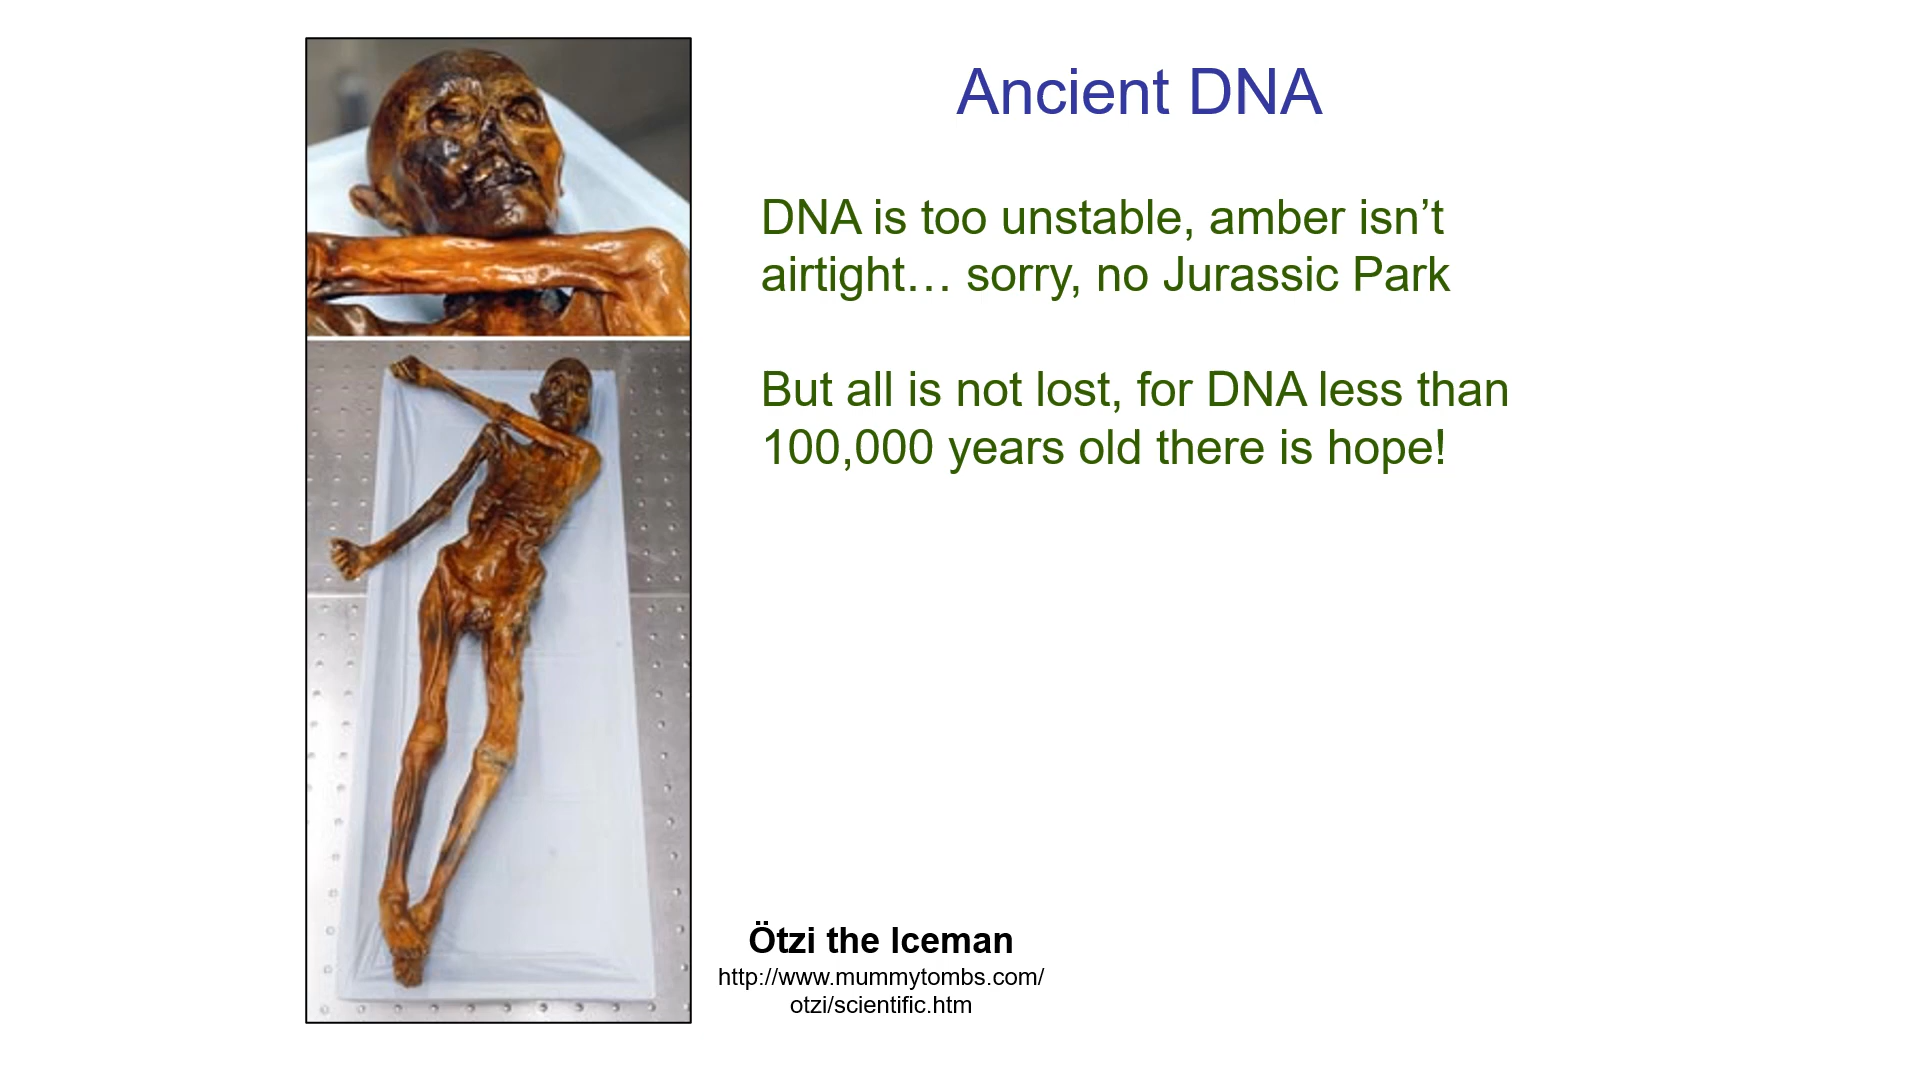 Ancient DNA
DNA is too unstable, amber isn’t
airtight… sorry, no Jurassic Park
But all is not lost, for DNA less than
100,000 years old there is hope!
Ötzi the Iceman
http://www.mummytombs.com/
otzi/scientific.htm